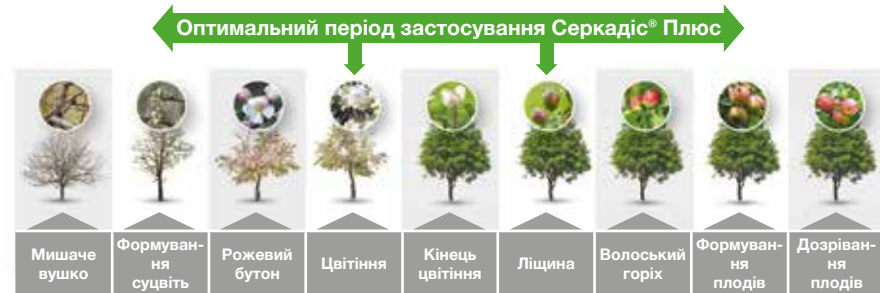 Оптимальний період застосування Серкадіс® Плюс
Мишаче
вушко
Формуван-
ня
суцвіть
Рожевий
бутон
Цвітіння
Кінець
цвітіння
Ліщина
Волоський
горіх
Формуван-
ня
плодів
Дозріван-
ня
плодів